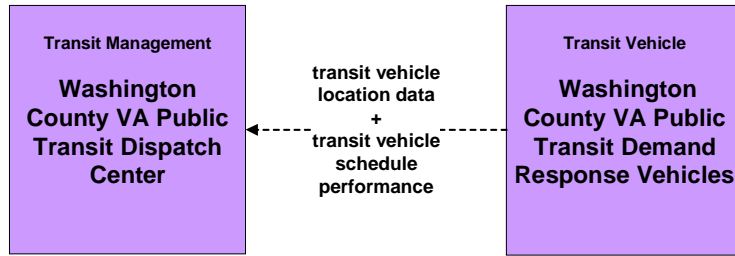 Transit Management
Washington
County VA Public
Transit Dispatch
Center
transit vehicle
location data
+
transit vehicle
schedule
performance
Transit Vehicle
Washington
County VA Public
Transit Demand
Response Vehicles